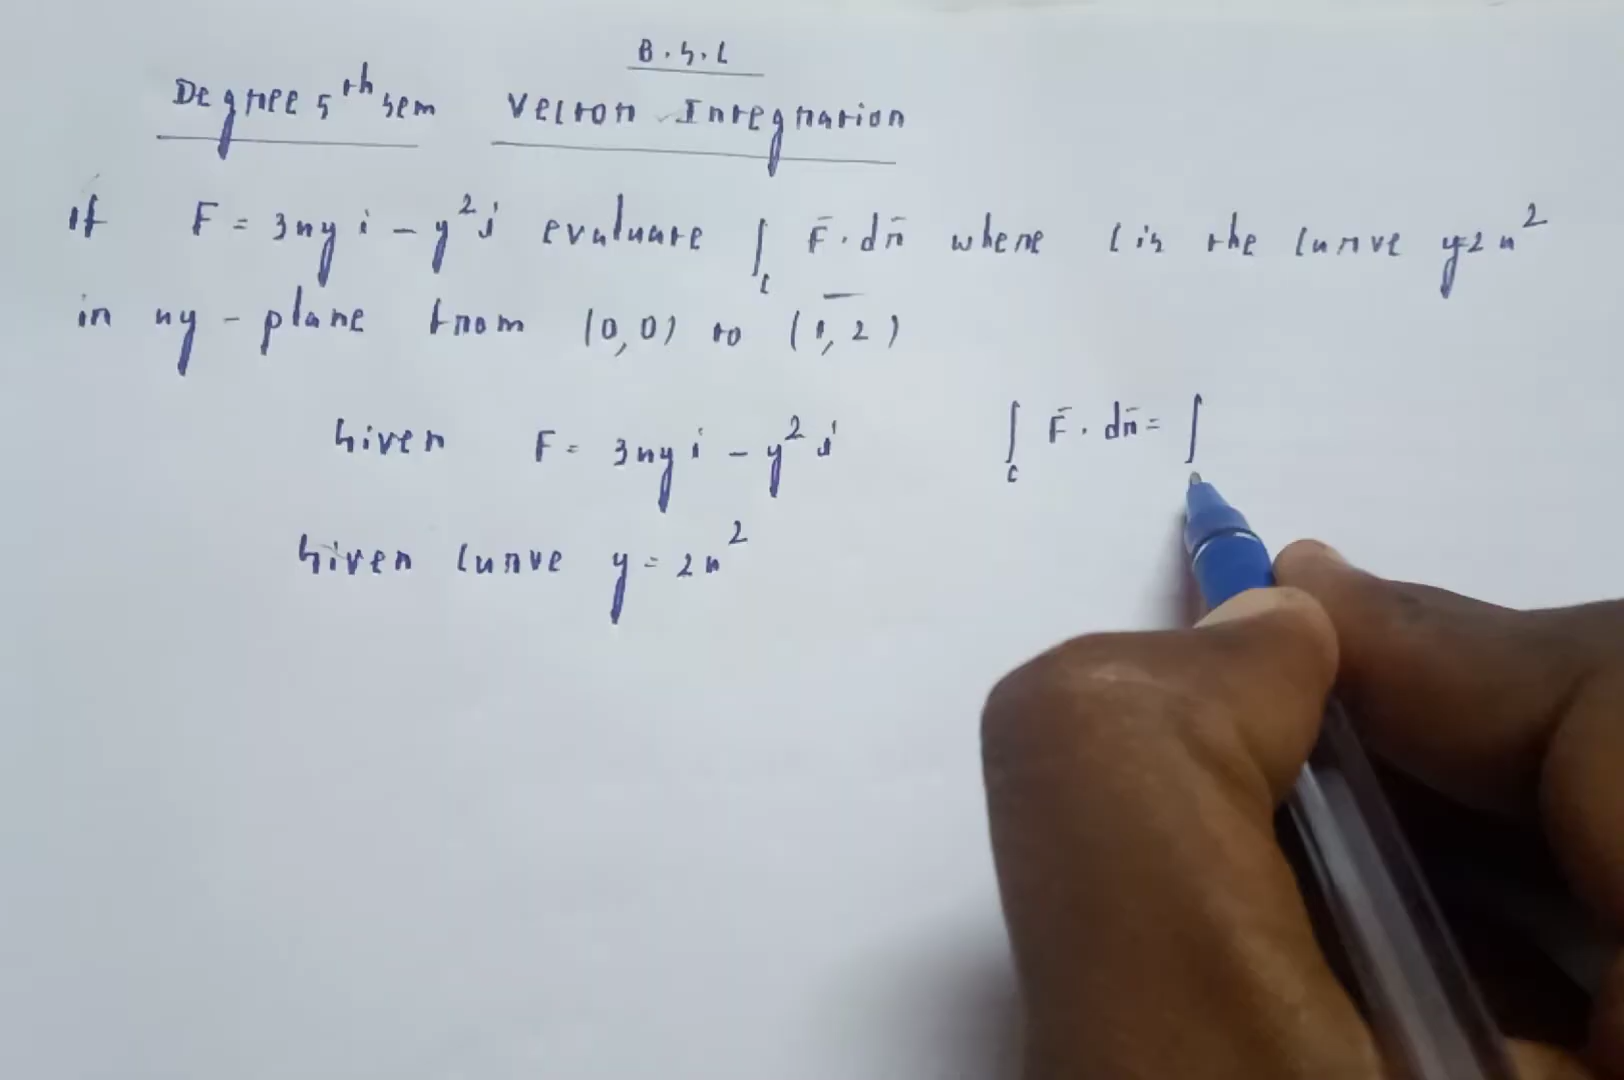 B.S.C
Degree 5th sem Vector Integration
If F = 3xy i - y² j evaluate ∫c F̄ . dr̄ where C is the curve y=2x²
in xy - plane from (0,0) to (1,2)
Given F = 3xy i - y² j ∫c F̄ . dr̄ = ∫
Given curve y = 2x²